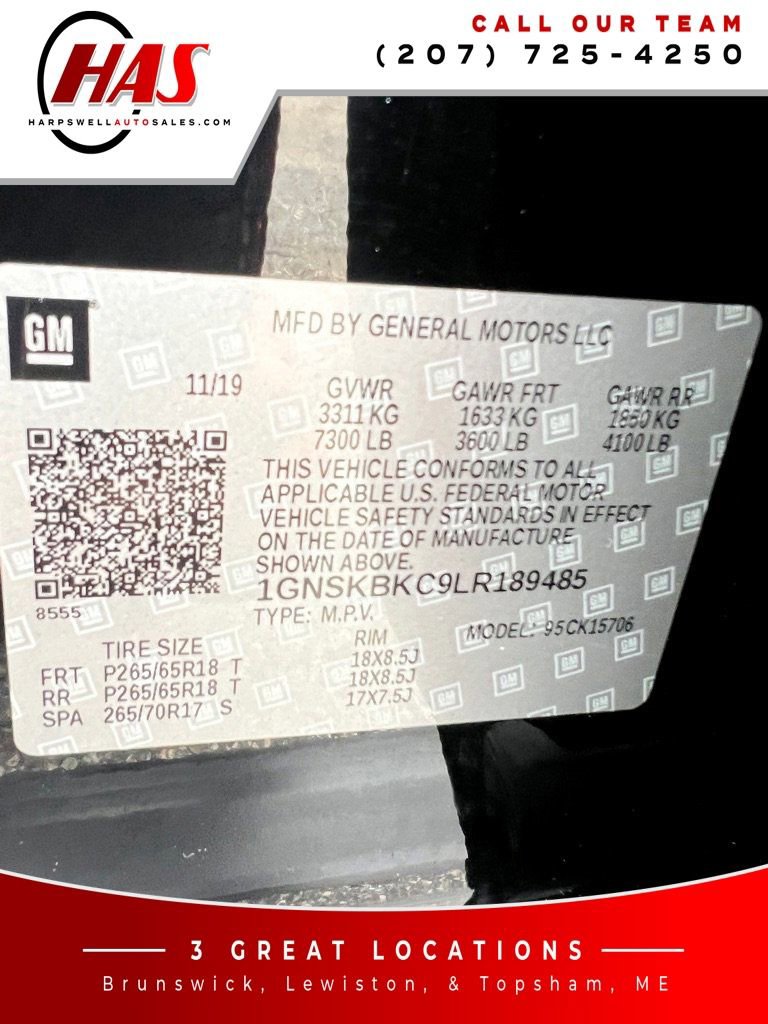 HAS
HARPSWELLAUTOSALES.COM
CALL OUR TEAM
(207) 725-4250
GM
MFD BY GENERAL MOTORS LLC
11/19 GVWR GAWR FRT GAWR RR
3311 KG 1633 KG 1850 KG
7300 LB 3600 LB 4100 LB
THIS VEHICLE CONFORMS TO ALL
APPLICABLE U.S. FEDERAL MOTOR
VEHICLE SAFETY STANDARDS IN EFFECT
ON THE DATE OF MANUFACTURE
SHOWN ABOVE.
1GNSKBKC9LR189485
8555
TYPE: M.P.V. MODEL: 95CK15706
TIRE SIZE RIM
FRT P265/65R18 T 18X8.5J
RR P265/65R18 T 18X8.5J
SPA 265/70R17 S 17X7.5J
3 GREAT LOCATIONS
Brunswick, Lewiston, & Topsham, ME